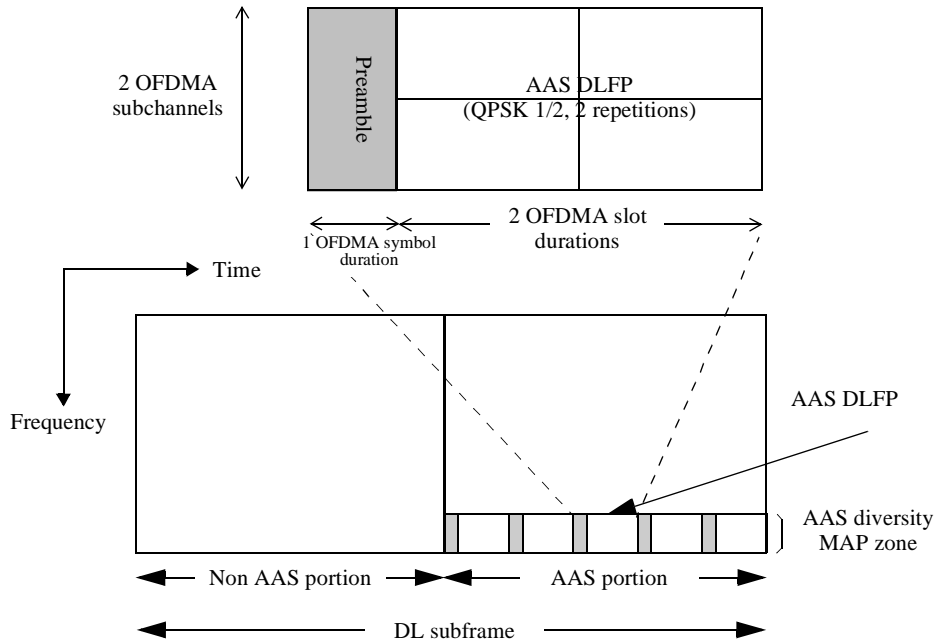 2 OFDMA
subchannels
Preamble
AAS DLFP
(QPSK 1/2, 2 repetitions)
1 OFDMA symbol
duration
2 OFDMA slot
durations
Time
Frequency
AAS DLFP
AAS diversity
MAP zone
Non AAS portion
AAS portion
DL subframe